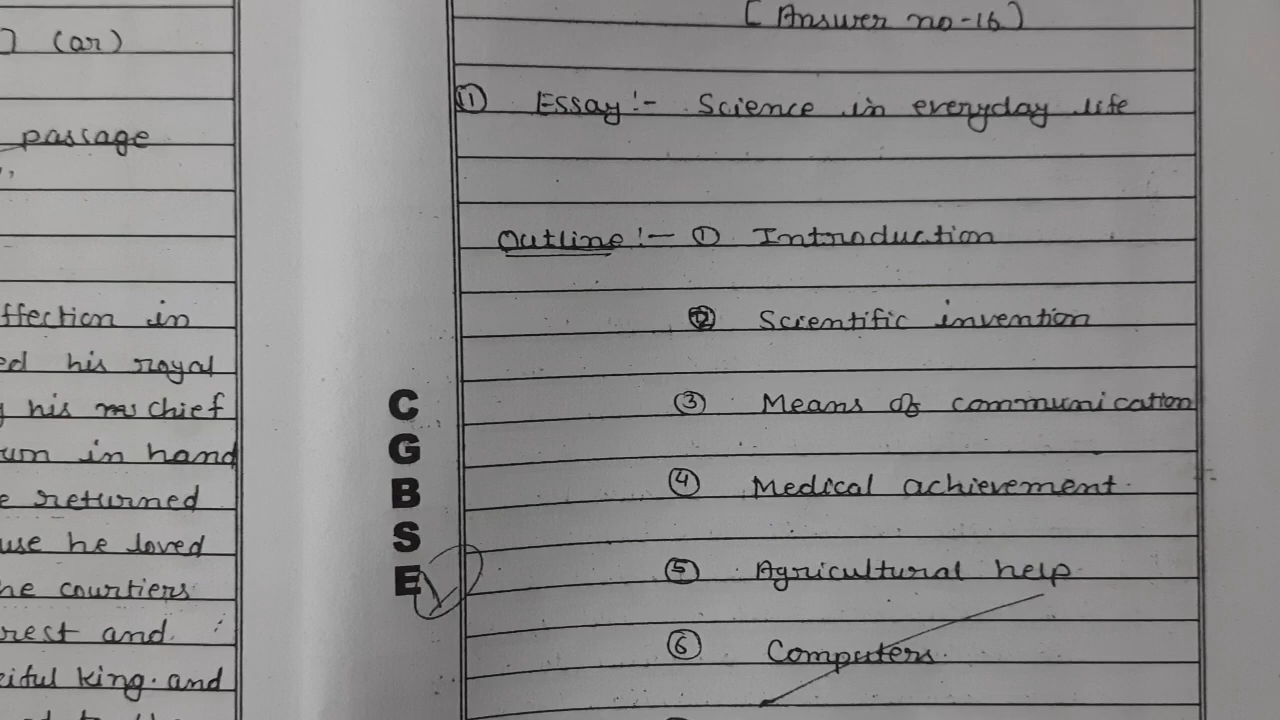 ] (or)
passage
ffection in
ed his royal
his mischief
um in hand
e returned
use he loved
he courtiers
rest and
ciful king. and
C
G
B
S
E
[Answer no-16]
(1) Essay:- Science in everyday life
Outline:- ① Introduction
② Scientific invention
③ Means of communication
④ Medical achievement.
⑤ Agricultural help
⑥ Computers.